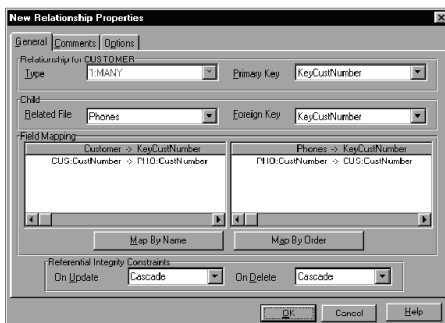 New Relationship Properties
General Comments Options
Relationship for CUSTOMER
Type 1:MANY Primary Key KeyCustNumber
Child
Related File Phones Foreign Key KeyCustNumber
Field Mapping
Customer -> KeyCustNumber Phones -> KeyCustNumber
CUS:CustNumber -> PHO:CustNumber PHO:CustNumber -> CUS:CustNumber
Map By Name Map By Order
Referential Integrity Constraints
On Update Cascade On Delete Cascade
OK Cancel Help